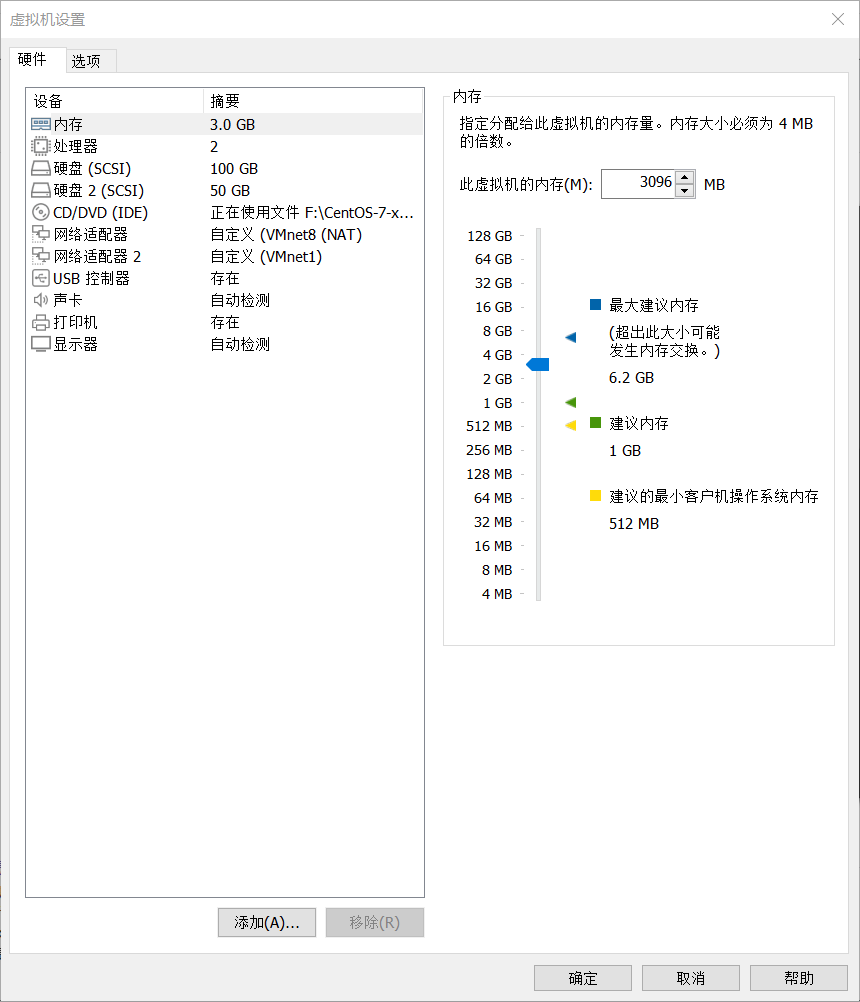 虚拟机设置
硬件 选项
设备 摘要
内存 3.0 GB
处理器 2
硬盘 (SCSI) 100 GB
硬盘 2 (SCSI) 50 GB
CD/DVD (IDE) 正在使用文件 F:\CentOS-7-x...
网络适配器 自定义 (VMnet8 (NAT)
网络适配器 2 自定义 (VMnet1)
USB 控制器 存在
声卡 自动检测
打印机 存在
显示器 自动检测
添加(A)... 移除(R)
内存
指定分配给此虚拟机的内存量。内存大小必须为 4 MB
的倍数。
此虚拟机的内存(M): 3096 MB
128 GB
64 GB
32 GB
16 GB
8 GB
4 GB
2 GB
1 GB
512 MB
256 MB
128 MB
64 MB
32 MB
16 MB
8 MB
4 MB
最大建议内存
(超出此大小可能
发生内存交换。)
6.2 GB
建议内存
1 GB
建议的最小客户机操作系统内存
512 MB
确定 取消 帮助